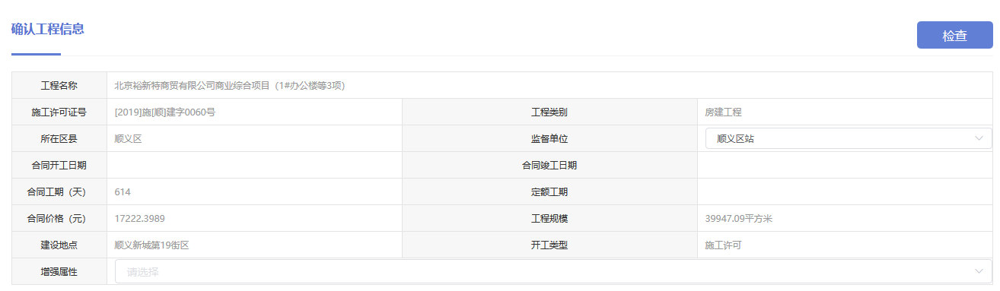 确认工程信息
检查
工程名称 北京裕新特商贸有限公司商业综合项目（1#办公楼等3项）
施工许可证号 [2019]施[顺]建字0060号 工程类别 房建工程
所在区县 顺义区 监督单位 顺义区站
合同开工日期 合同竣工日期
合同工期（天） 614 定额工期
合同价格（元） 17222.3989 工程规模 39947.09平方米
建设地点 顺义新城第19街区 开工类型 施工许可
增强属性 请选择